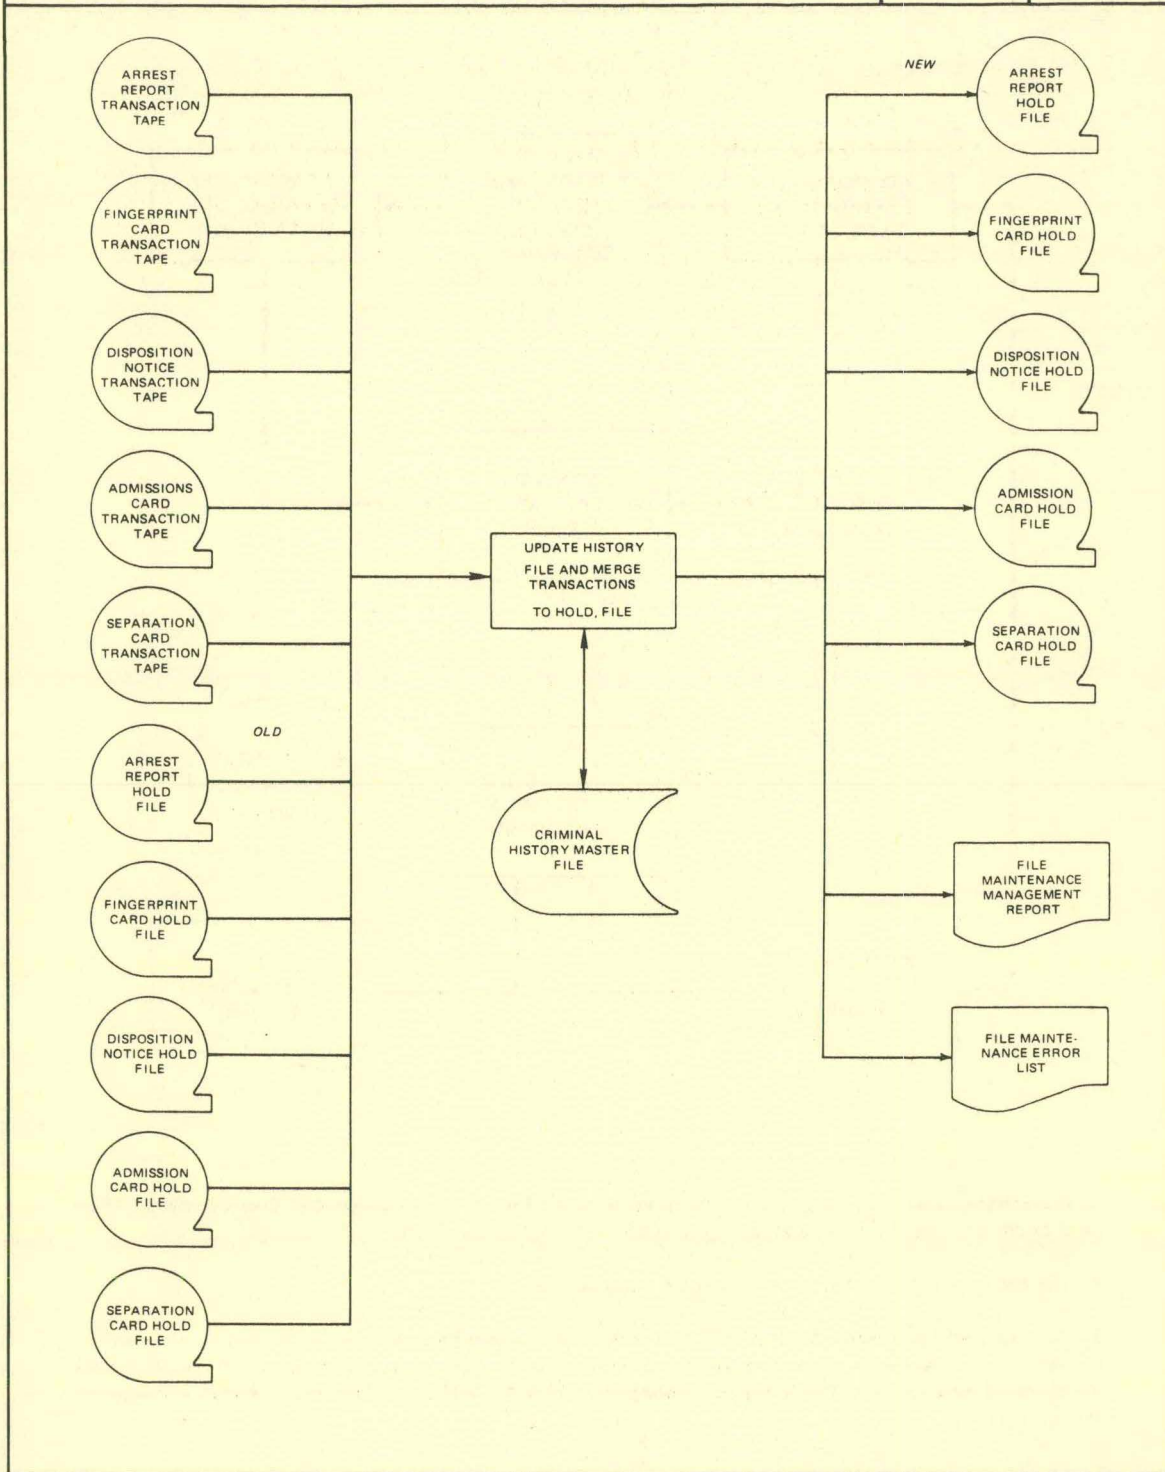 ARREST
REPORT
TRANSACTION
TAPE
FINGERPRINT
CARD
TRANSACTION
TAPE
DISPOSITION
NOTICE
TRANSACTION
TAPE
ADMISSIONS
CARD
TRANSACTION
TAPE
SEPARATION
CARD
TRANSACTION
TAPE
OLD
ARREST
REPORT
HOLD
FILE
FINGERPRINT
CARD HOLD
FILE
DISPOSITION
NOTICE HOLD
FILE
ADMISSION
CARD HOLD
FILE
SEPARATION
CARD HOLD
FILE
UPDATE HISTORY
FILE AND MERGE
TRANSACTIONS
TO HOLD, FILE
CRIMINAL
HISTORY MASTER
FILE
NEW
ARREST
REPORT
HOLD
FILE
FINGERPRINT
CARD HOLD
FILE
DISPOSITION
NOTICE HOLD
FILE
ADMISSION
CARD HOLD
FILE
SEPARATION
CARD HOLD
FILE
FILE
MAINTENANCE
MANAGEMENT
REPORT
FILE MAINTE-
NANCE ERROR
LIST